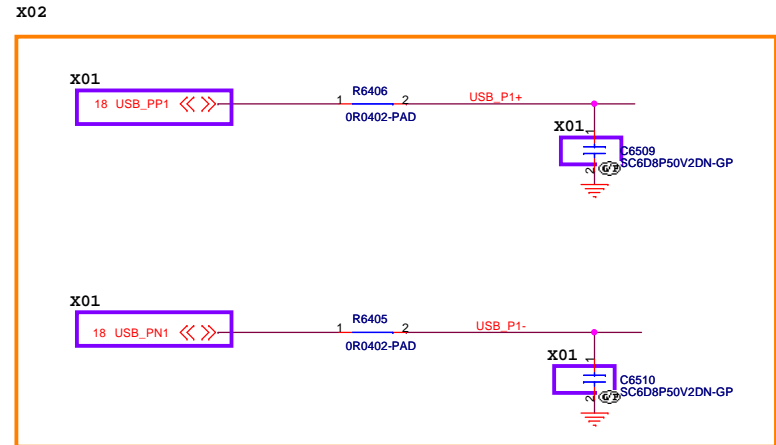 X02
X01
18 USB_PP1
1 R6406 2
0R0402-PAD
USB_P1+
X01
1
C6509
SC6D8P50V2DN-GP
2
G/P
X01
18 USB_PN1
1 R6405 2
0R0402-PAD
USB_P1-
X01
1
C6510
SC6D8P50V2DN-GP
2
G/P